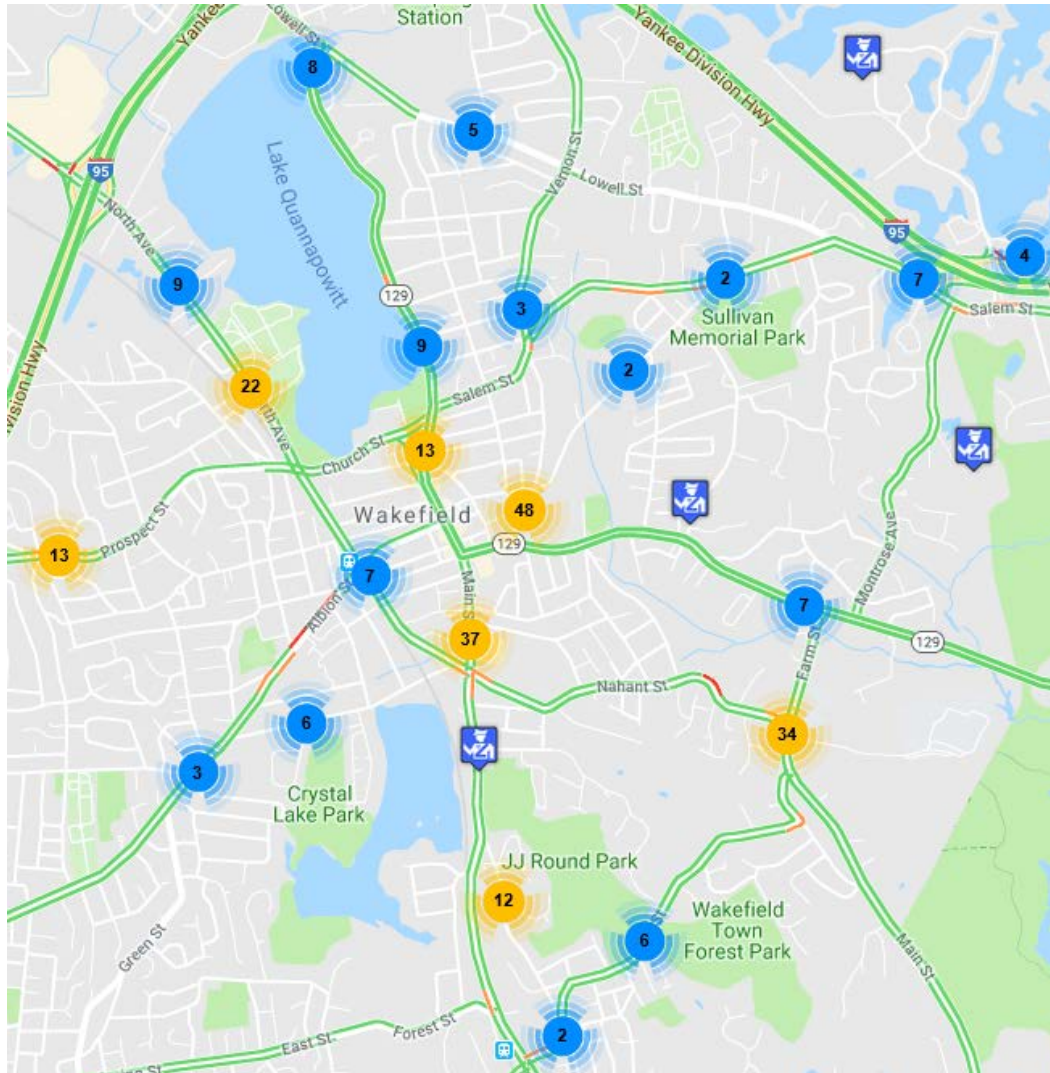 Lowell St
Station
Yankee
Yankee Division Hwy
8
5
Lake Quannapowitt
Vernon St
Lowell St
95
North Ave
95
4
9
129
3
2
7
Salem St
Sullivan
Memorial Park
9
2
22
Salem St
Church St
13
48
Wakefield
129
Prospect St
13
7
Albion St
Main S
Montrose Ave
7
129
Farm St
37
Nahant St
34
6
3
Crystal
Lake Park
JJ Round Park
12
Wakefield
Town
Forest Park
6
St
Green St
Main St
Forest St
East St
2